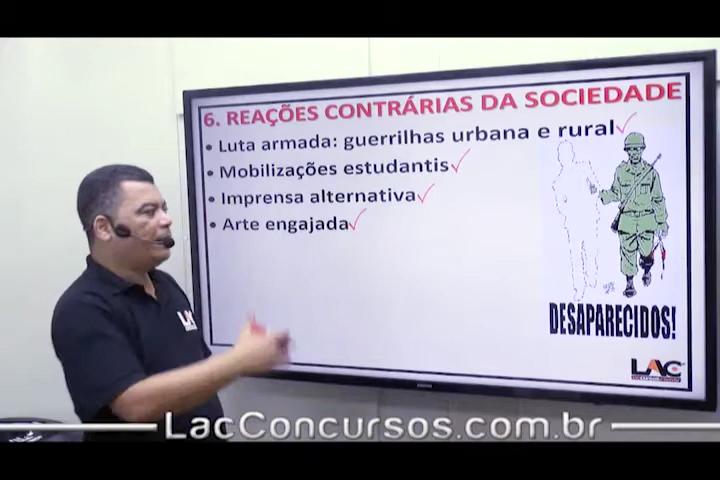 6. REAÇÕES CONTRÁRIAS DA SOCIEDADE
• Luta armada: guerrilhas urbana e rural
• Mobilizações estudantis
• Imprensa alternativa
• Arte engajada
DESAPARECIDOS!
LAC
LAC
LacConcursos.com.br